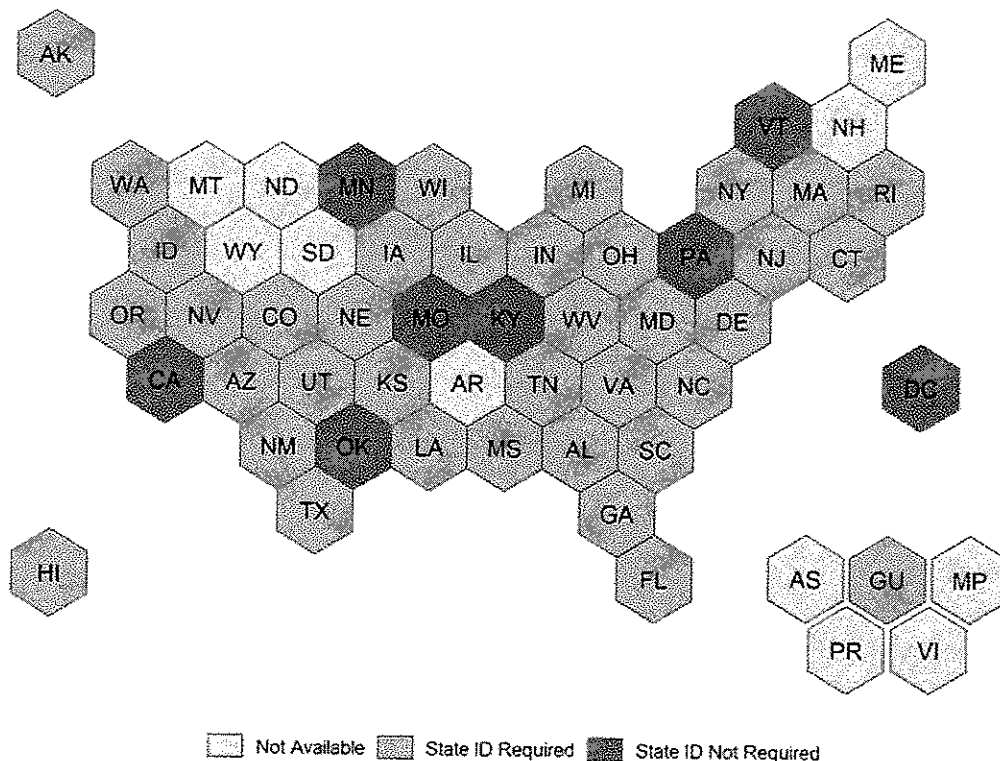 AK
ME
VT NH
WA MT ND MN WI MI NY MA RI
ID WY SD IA IL IN OH PA NJ CT
OR NV CO NE MO KY WV MD DE
CA AZ UT KS AR TN VA NC DC
NM OK LA MS AL SC
TX GA
HI FL AS GU MP
PR VI
Not Available State ID Required State ID Not Required